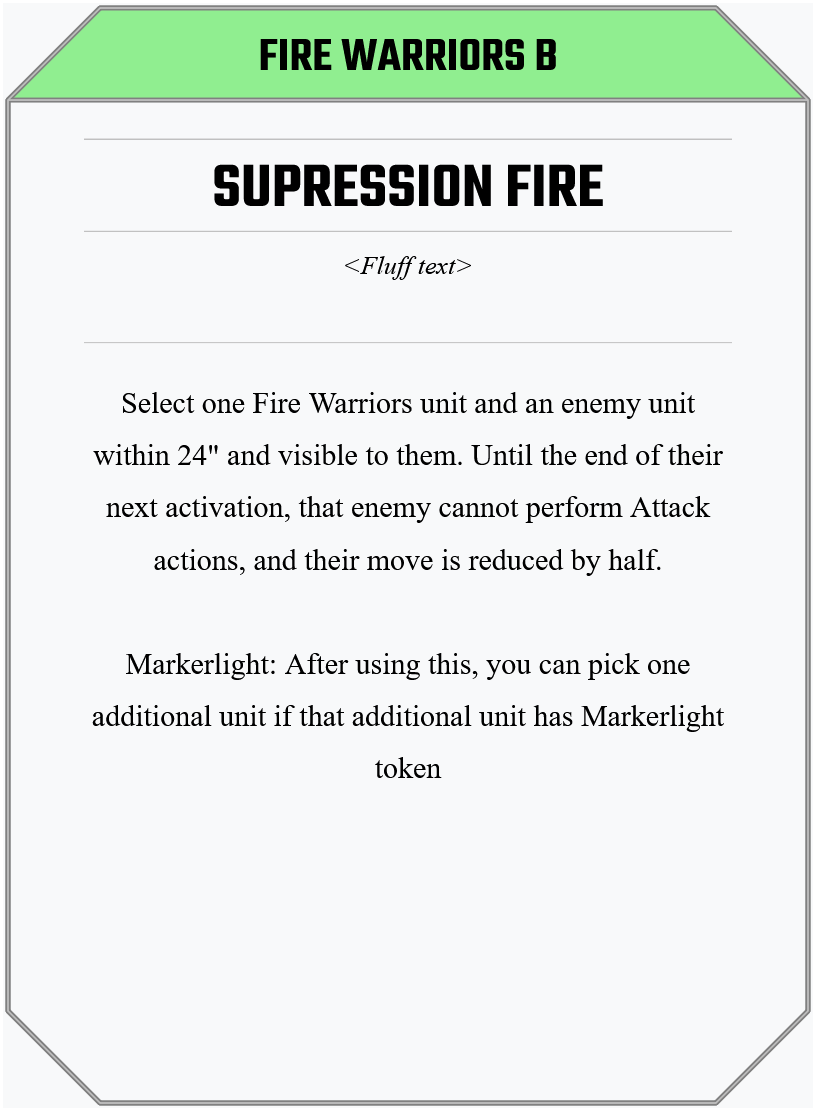 FIRE WARRIORS B
SUPRESSION FIRE
<Fluff text>
Select one Fire Warriors unit and an enemy unit
within 24" and visible to them. Until the end of their
next activation, that enemy cannot perform Attack
actions, and their move is reduced by half.
Markerlight: After using this, you can pick one
additional unit if that additional unit has Markerlight
token